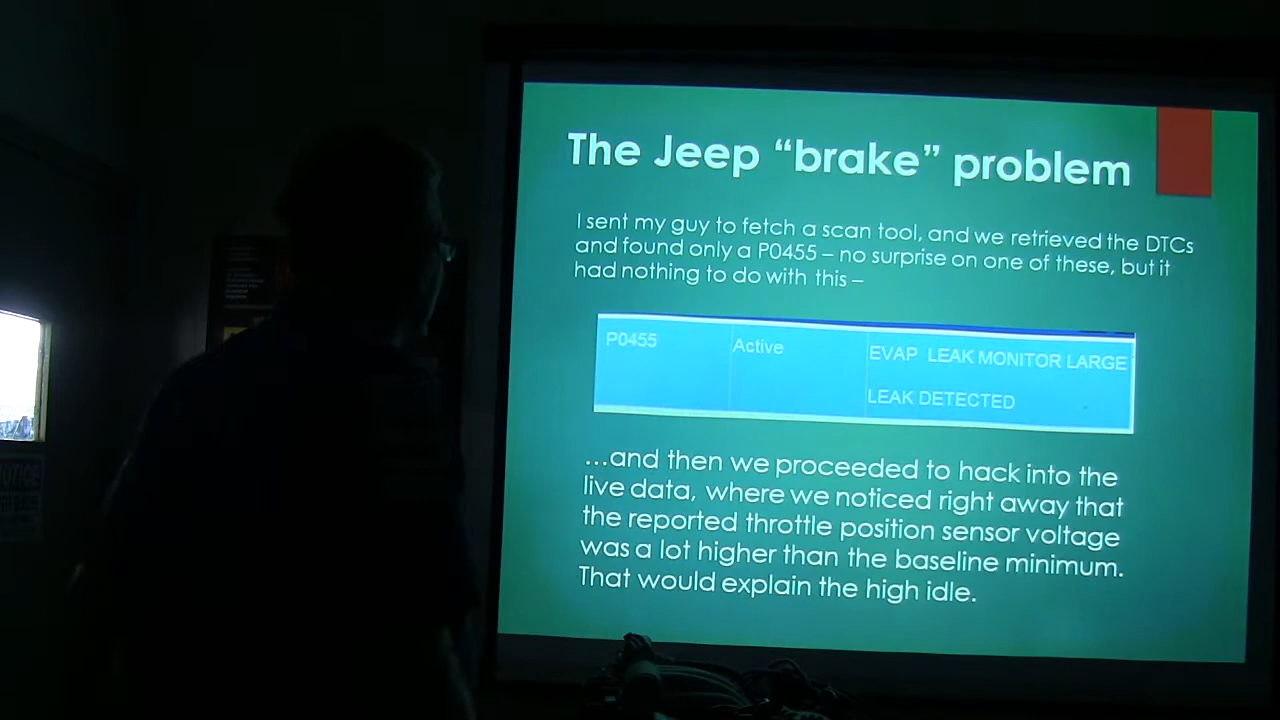 The Jeep “brake” problem
I sent my guy to fetch a scan tool, and we retrieved the DTCs
and found only a P0455 – no surprise on one of these, but it
had nothing to do with this –
P0455 Active EVAP LEAK MONITOR LARGE
LEAK DETECTED
…and then we proceeded to hack into the
live data, where we noticed right away that
the reported throttle position sensor voltage
was a lot higher than the baseline minimum.
That would explain the high idle.
NOTICE